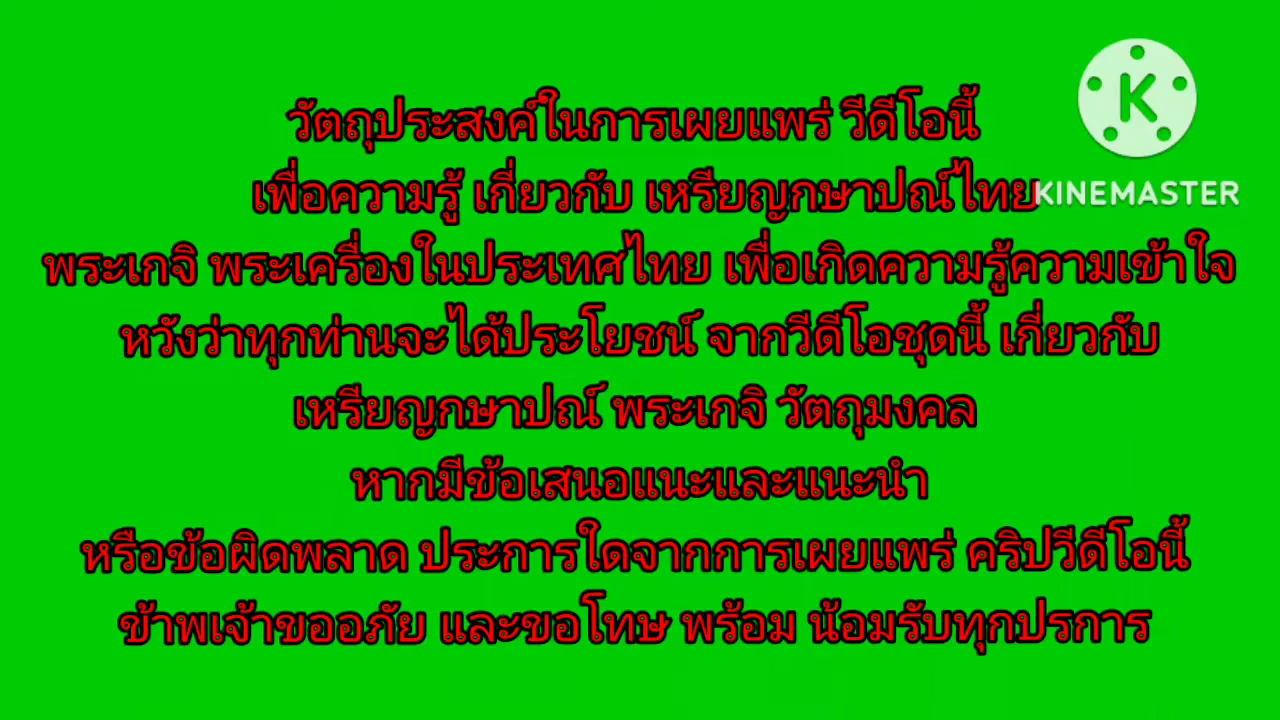 วัตถุประสงค์ในการเผยแพร่ วีดีโอนี้
เพื่อความรู้ เกี่ยวกับ เหรียญกษาปณ์ไทย
KINEMASTER
พระเกจิ พระเครื่องในประเทศไทย เพื่อเกิดความรู้ความเข้าใจ
หวังว่าทุกท่านจะได้ประโยชน์ จากวีดีโอชุดนี้ เกี่ยวกับ
เหรียญกษาปณ์ พระเกจิ วัตถุมงคล
หากมีข้อเสนอแนะและแนะนำ
หรือข้อผิดพลาด ประการใดจากการเผยแพร่ คริปวีดีโอนี้
ข้าพเจ้าขออภัย และขอโทษ พร้อม น้อมรับทุกปรการ